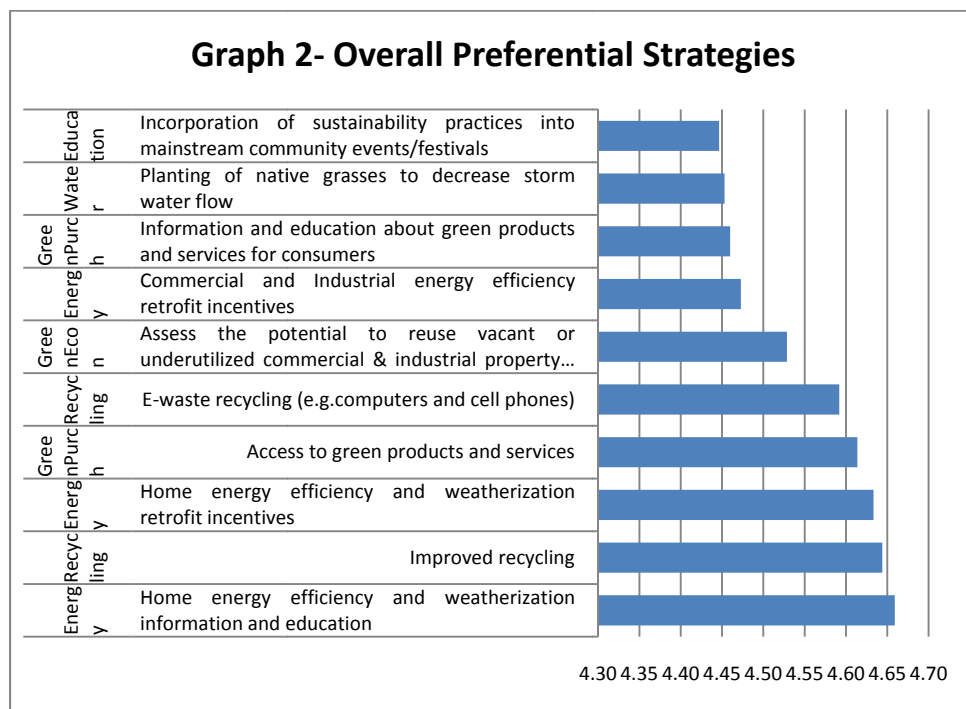 Graph 2- Overall Preferential Strategies
Educa
tion
Incorporation of sustainability practices into
mainstream community events/festivals
Wate
r
Planting of native grasses to decrease storm
water flow
Gree
nPurc
h
Information and education about green products
and services for consumers
Energ
y
Commercial and Industrial energy efficiency
retrofit incentives
Gree
nEco
n
Assess the potential to reuse vacant or
underutilized commercial & industrial property...
Recyc
ling
E-waste recycling (e.g.computers and cell phones)
Gree
nPurc
h
Access to green products and services
Energ
y
Home energy efficiency and weatherization
retrofit incentives
Recyc
ling
Improved recycling
Energ
y
Home energy efficiency and weatherization
information and education
4.30 4.35 4.40 4.45 4.50 4.55 4.60 4.65 4.70